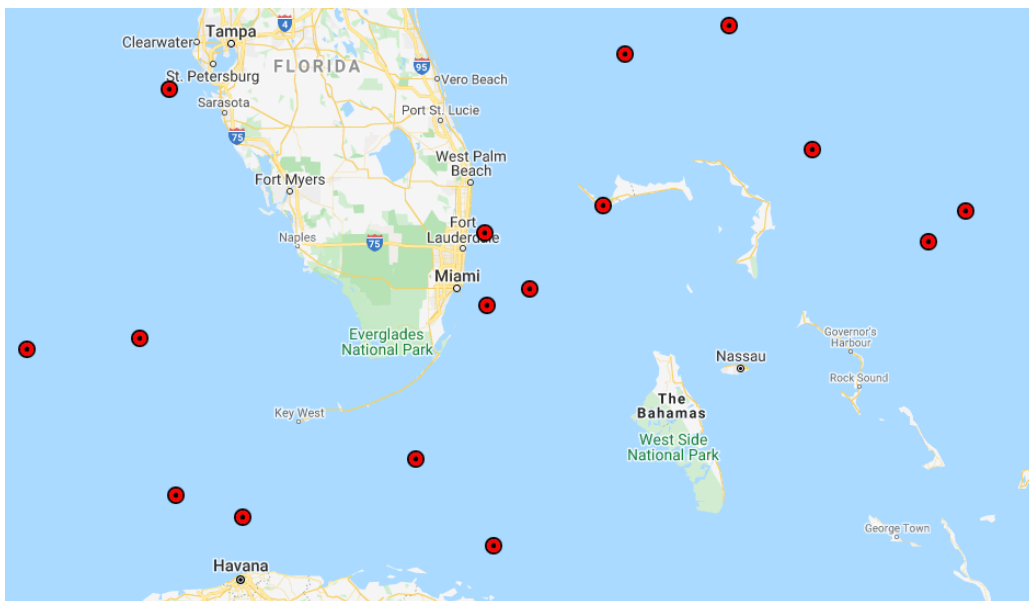 4
Tampa
Clearwater
FLORIDA
95
St. Petersburg
Vero Beach
Sarasota
Port St. Lucie
75
West Palm
Beach
Fort Myers
Fort
Lauderdale
Naples
75
Miami
Everglades
National Park
Governor's
Harbour
Nassau
Rock Sound
The
Bahamas
Key West
West Side
National Park
George Town
Havana